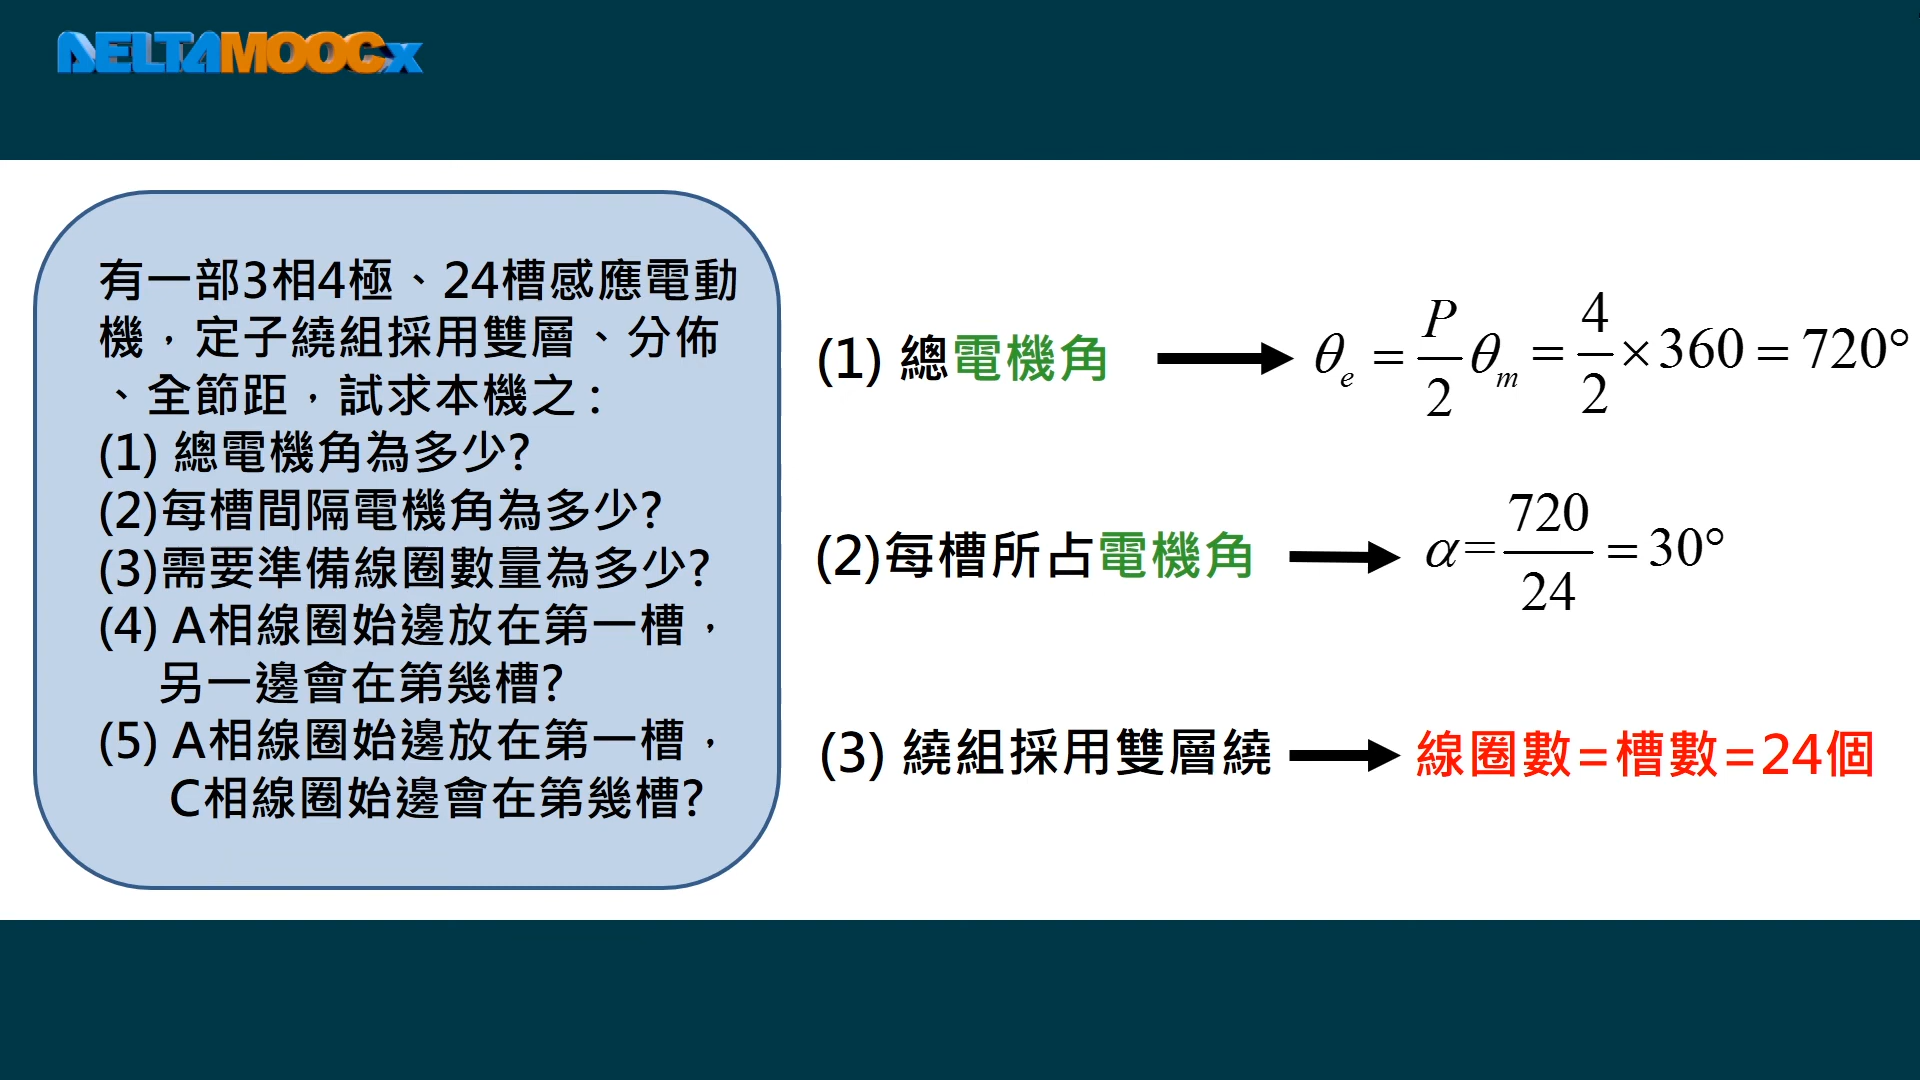 DELTAMOOCx
有一部3相4極、24槽感應電動
機，定子繞組採用雙層、分佈
、全節距，試求本機之:
(1) 總電機角為多少?
(2)每槽間隔電機角為多少?
(3)需要準備線圈數量為多少?
(4) A相線圈始邊放在第一槽，
另一邊會在第幾槽?
(5) A相線圈始邊放在第一槽，
C相線圈始邊會在第幾槽?
(1) 總電機角 θe = P/2 θm = 4/2 ×360 = 720°
(2)每槽所占電機角 α= 720/24 = 30°
(3) 繞組採用雙層繞 線圈數=槽數=24個